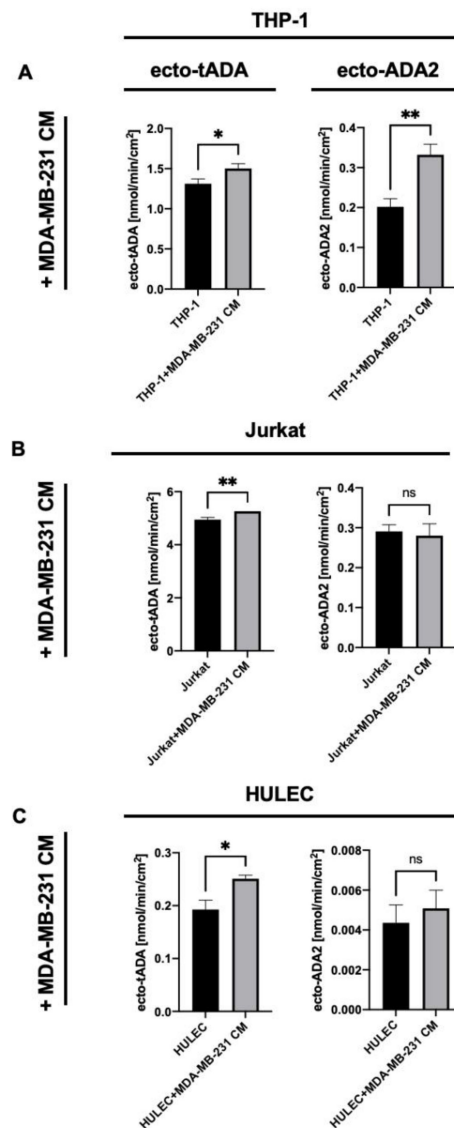 THP-1
A
ecto-tADA
ecto-ADA2
+ MDA-MB-231 CM
ecto-tADA [nmol/min/cm²]
2.0
1.5
1.0
0.5
0.0
*
THP-1
THP-1+MDA-MB-231 CM
ecto-ADA2 [nmol/min/cm²]
0.4
0.3
0.2
0.1
0.0
**
THP-1
THP-1+MDA-MB-231 CM
B
Jurkat
+ MDA-MB-231 CM
ecto-tADA [nmol/min/cm²]
6
4
2
0
**
Jurkat
Jurkat+MDA-MB-231 CM
ecto-ADA2 [nmol/min/cm²]
0.4
0.3
0.2
0.1
0.0
ns
Jurkat
Jurkat+MDA-MB-231 CM
C
HULEC
+ MDA-MB-231 CM
ecto-tADA [nmol/min/cm²]
0.3
0.2
0.1
0.0
*
HULEC
HULEC+MDA-MB-231 CM
ecto-ADA2 [nmol/min/cm²]
0.008
0.006
0.004
0.002
0.000
ns
HULEC
HULEC+MDA-MB-231 CM